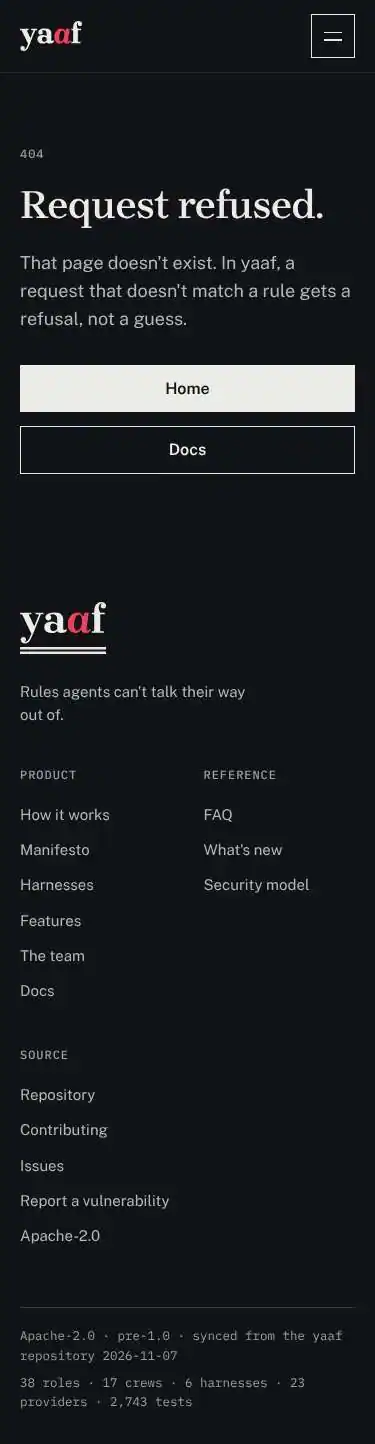 yaaf
404
Request refused.
That page doesn't exist. In yaaf, a
request that doesn't match a rule gets a
refusal, not a guess.
Home
Docs
yaaf
Rules agents can't talk their way
out of.
PRODUCT
How it works
Manifesto
Harnesses
Features
The team
Docs
REFERENCE
FAQ
What's new
Security model
SOURCE
Repository
Contributing
Issues
Report a vulnerability
Apache-2.0
Apache-2.0 · pre-1.0 · synced from the yaaf
repository 2026-11-07
38 roles · 17 crews · 6 harnesses · 23
providers · 2,743 tests